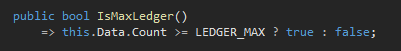 public bool IsMaxLedger()
=> this.Data.Count >= LEDGER_MAX ? true : false;